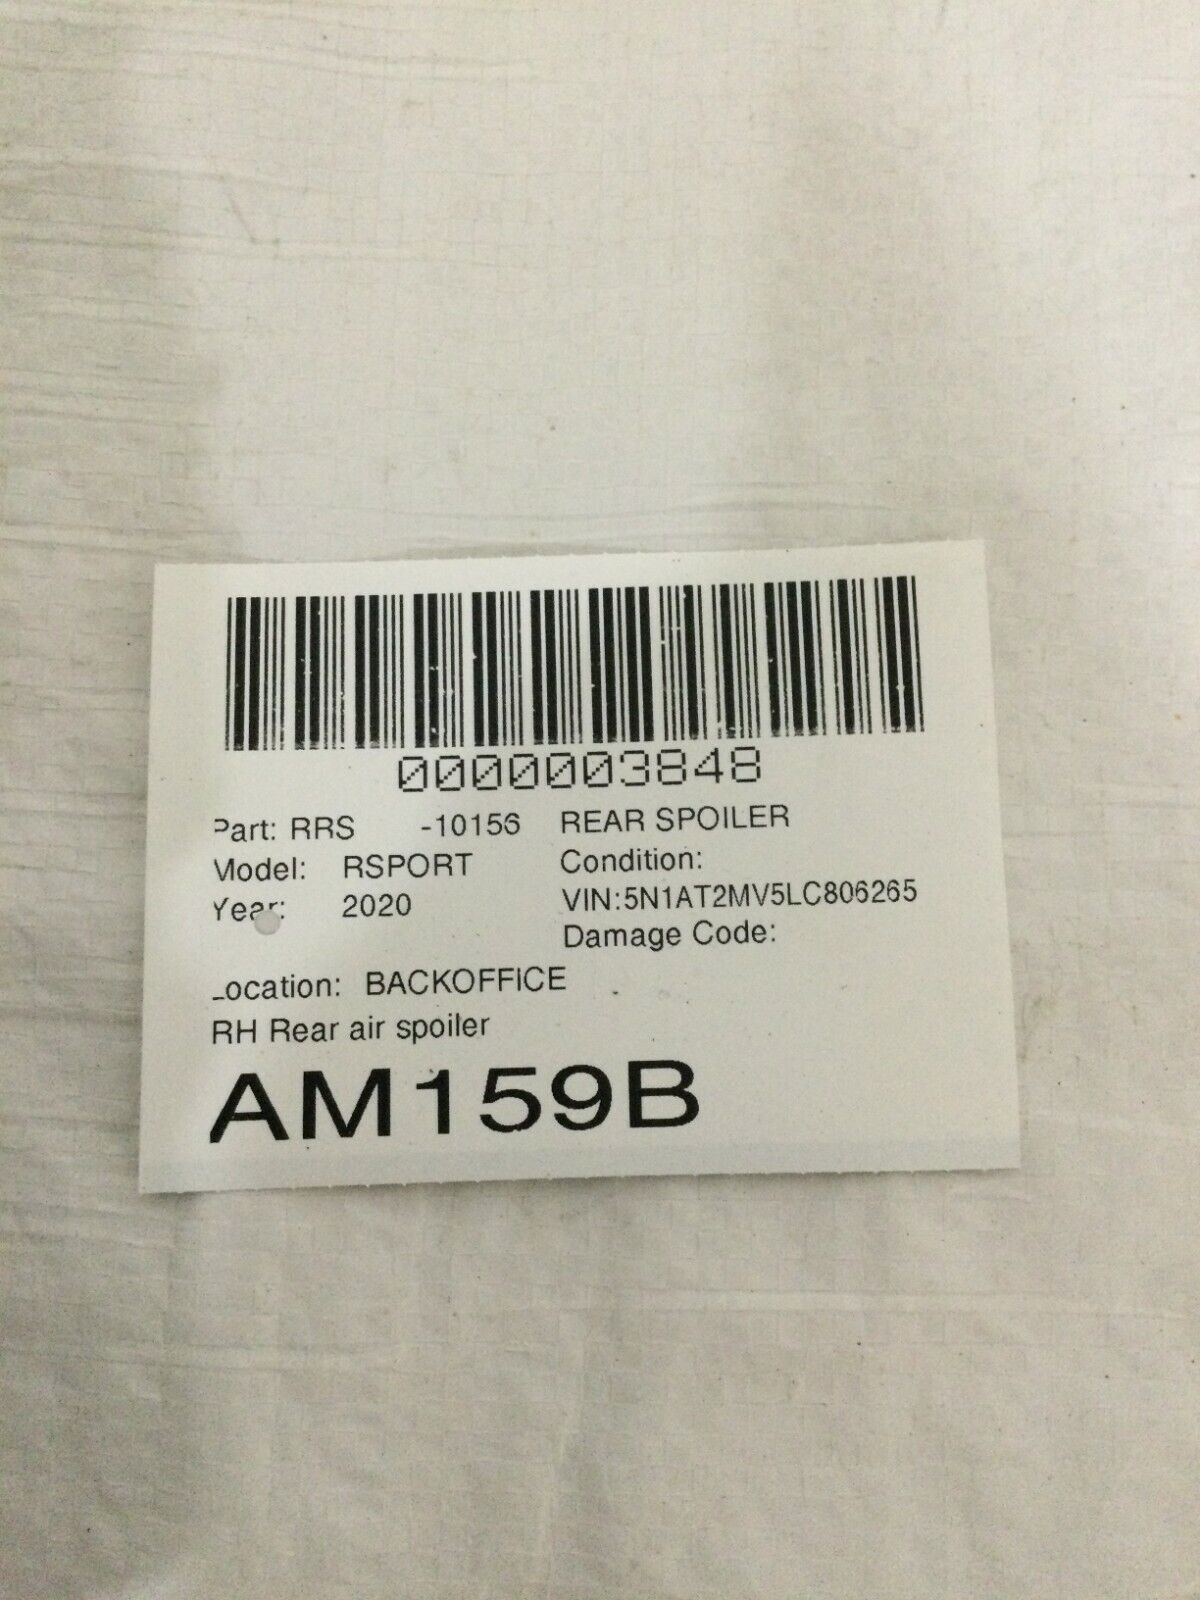 0000003848
Part: RRS -10156 REAR SPOILER
Model: RSPORT Condition:
Year: 2020 VIN:5N1AT2MV5LC806265
Damage Code:
Location: BACKOFFICE
RH Rear air spoiler
AM159B